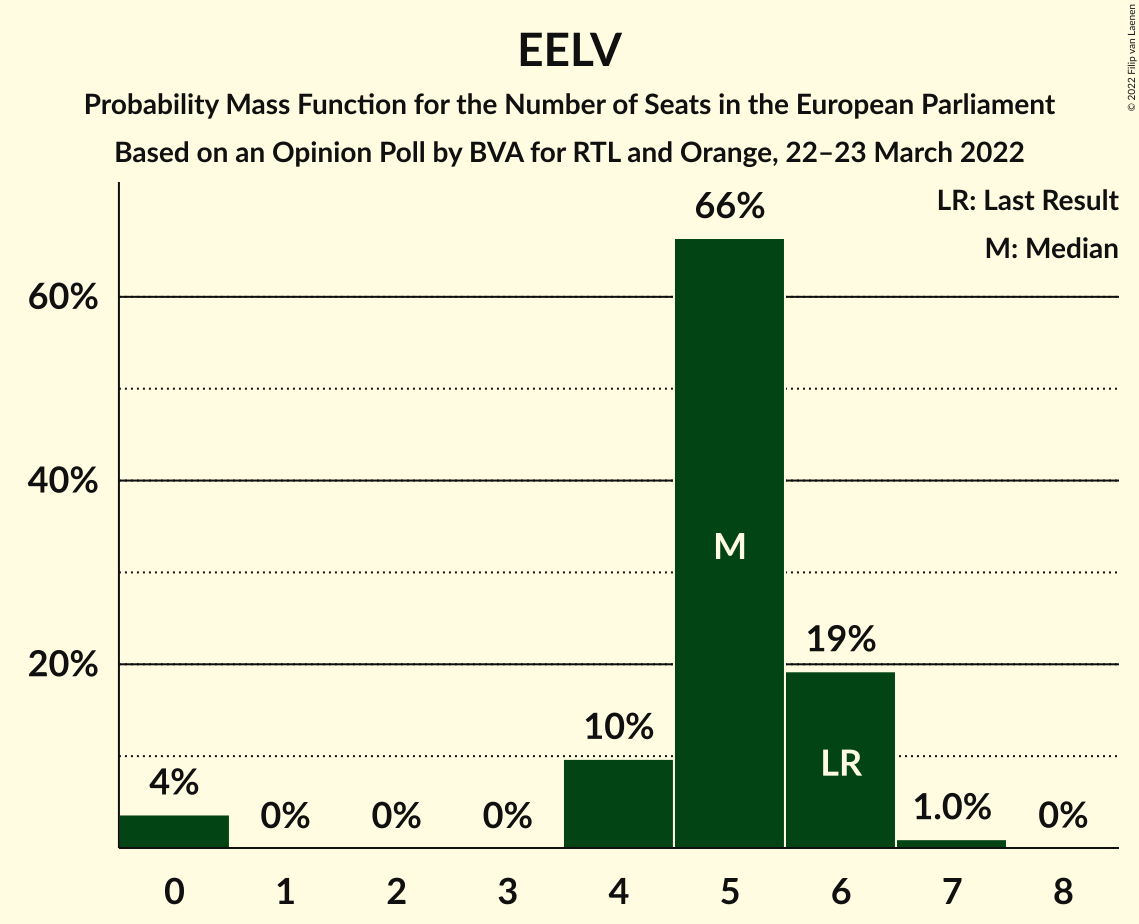 EELV
Probability Mass Function for the Number of Seats in the European Parliament
Based on an Opinion Poll by BVA for RTL and Orange, 22–23 March 2022
© 2022 Filip van Laenen
LR: Last Result
M: Median
66%
60%
40%
M
19%
20%
10%
LR
4%
0%
0%
0%
1.0%
0%
0 1 2 3 4 5 6 7 8